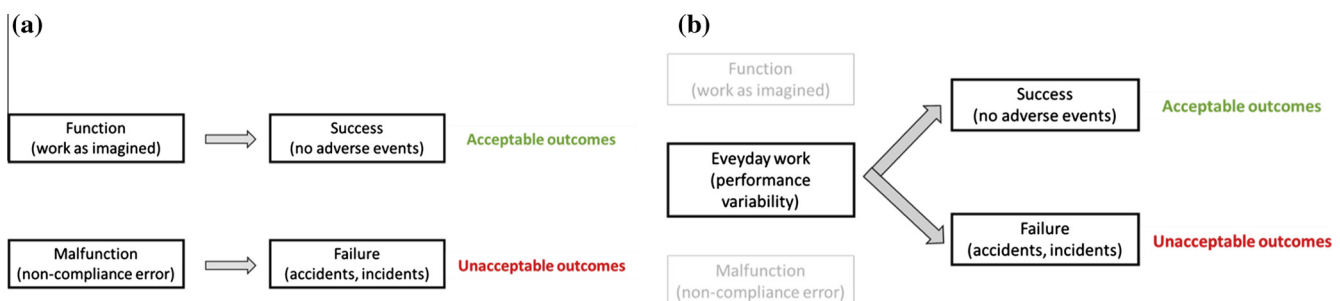 (a)
Function
(work as imagined)
Success
(no adverse events)
Acceptable outcomes
Malfunction
(non-compliance error)
Failure
(accidents, incidents)
Unacceptable outcomes
(b)
Function
(work as imagined)
Eveyday work
(performance
variability)
Malfunction
(non-compliance error)
Success
(no adverse events)
Acceptable outcomes
Failure
(accidents, incidents)
Unacceptable outcomes